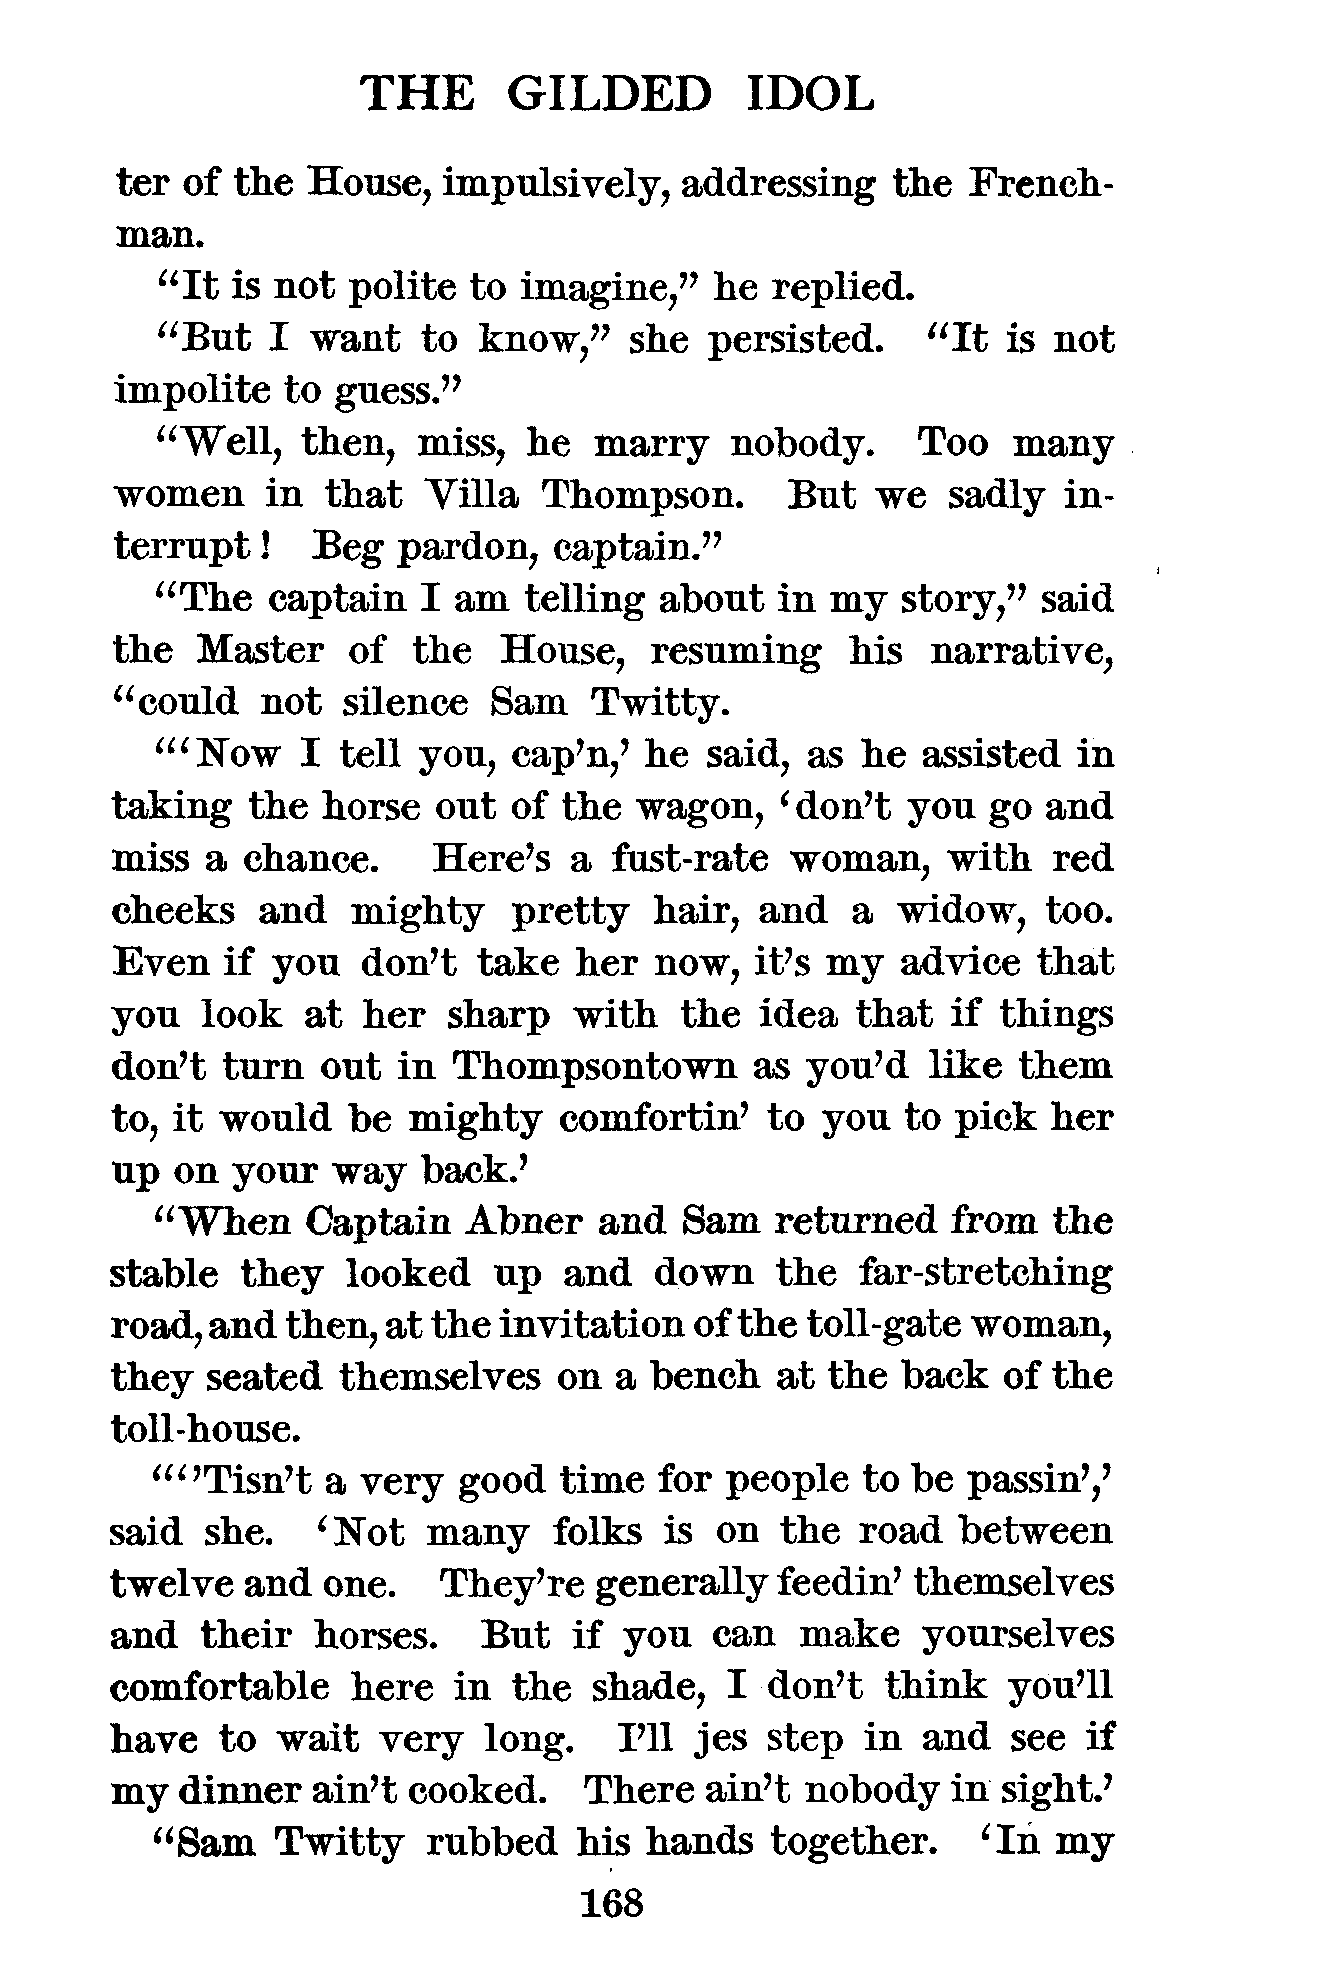 THE GILDED IDOL
ter of the House, impulsively, addressing the French-
man.
“It is not polite to imagine,” he replied.
“But I want to know,” she persisted. “It is not
impolite to guess.”
“Well, then, miss, he marry nobody. Too many
women in that Villa Thompson. But we sadly in-
terrupt! Beg pardon, captain.”
“The captain I am telling about in my story,” said
the Master of the House, resuming his narrative,
“could not silence Sam Twitty.
“‘Now I tell you, cap’n,’ he said, as he assisted in
taking the horse out of the wagon, ‘don’t you go and
miss a chance. Here’s a fust-rate woman, with red
cheeks and mighty pretty hair, and a widow, too.
Even if you don’t take her now, it’s my advice that
you look at her sharp with the idea that if things
don’t turn out in Thompsontown as you’d like them
to, it would be mighty comfortin’ to you to pick her
up on your way back.’
“When Captain Abner and Sam returned from the
stable they looked up and down the far-stretching
road, and then, at the invitation of the toll-gate woman,
they seated themselves on a bench at the back of the
toll-house.
“‘’Tisn’t a very good time for people to be passin’,’
said she. ‘Not many folks is on the road between
twelve and one. They’re generally feedin’ themselves
and their horses. But if you can make yourselves
comfortable here in the shade, I don’t think you’ll
have to wait very long. I’ll jes step in and see if
my dinner ain’t cooked. There ain’t nobody in sight.’
“Sam Twitty rubbed his hands together. ‘In my
168